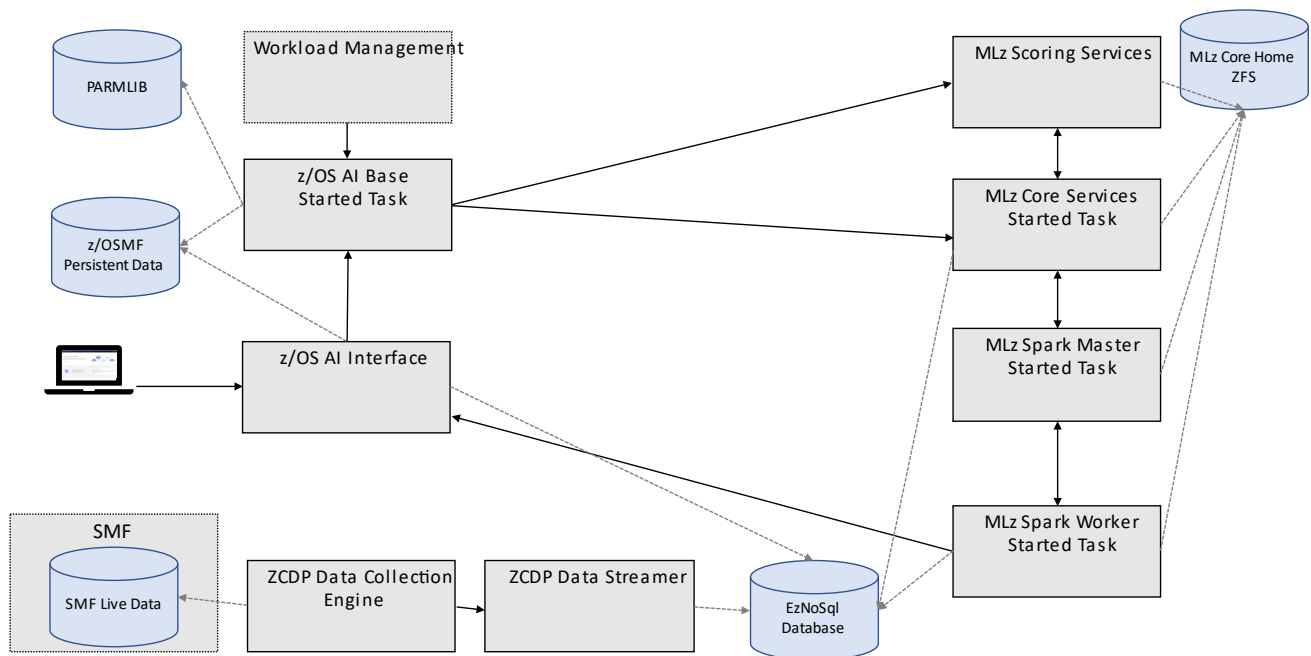 Workload Management
MLz Scoring Services
MLz Core Home
ZFS
PARMLIB
z/OS AI Base
Started Task
MLz Core Services
Started Task
z/OSMF
Persistent Data
z/OS AI Interface
MLz Spark Master
Started Task
MLz Spark Worker
Started Task
SMF
SMF Live Data
ZCDP Data Collection
Engine
ZCDP Data Streamer
EzNoSql
Database